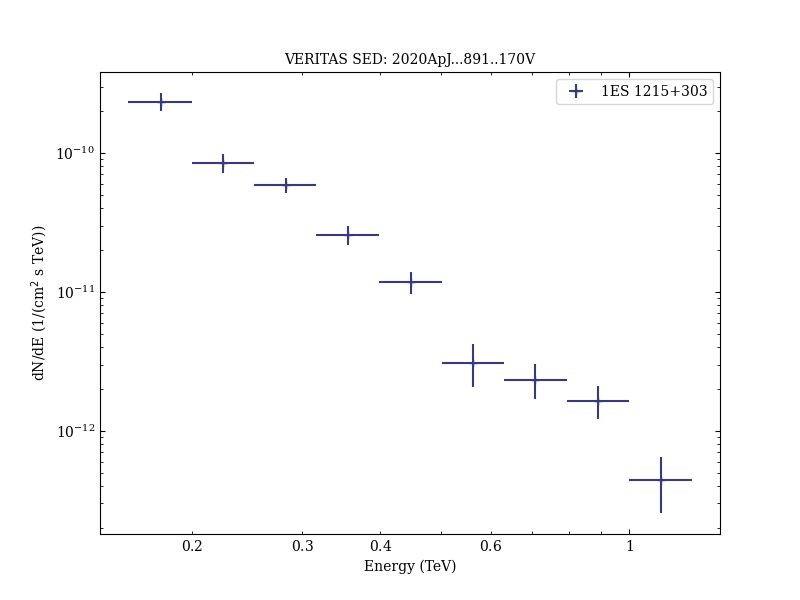 VERITAS SED: 2020ApJ...891..170V
1ES 1215+303
10⁻¹⁰
10⁻¹¹
10⁻¹²
dN/dE (1/(cm² s TeV))
0.2 0.3 0.4 0.6 1
Energy (TeV)